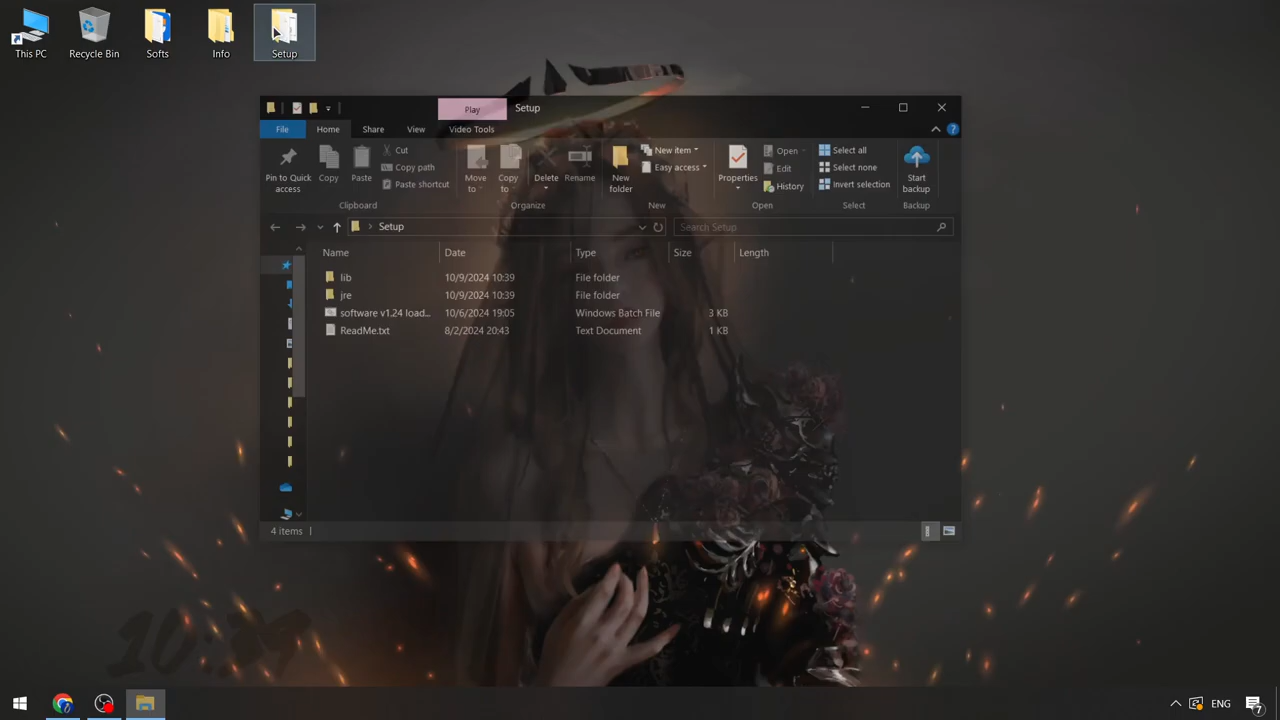 This PC
Recycle Bin
Softs
Info
Setup
Play
Setup
File
Home
Share
View
Video Tools
Pin to Quick access
Copy
Paste
Cut
Copy path
Paste shortcut
Clipboard
Move to
Copy to
Delete
Rename
Organize
New folder
New item
Easy access
New
Properties
Open
Edit
History
Open
Select all
Select none
Invert selection
Select
Start backup
Backup
Setup
Search Setup
Name Date Type Size Length
lib 10/9/2024 10:39 File folder
jre 10/9/2024 10:39 File folder
software v1.24 load... 10/6/2024 19:05 Windows Batch File 3 KB
ReadMe.txt 8/2/2024 20:43 Text Document 1 KB
4 items
ENG
7